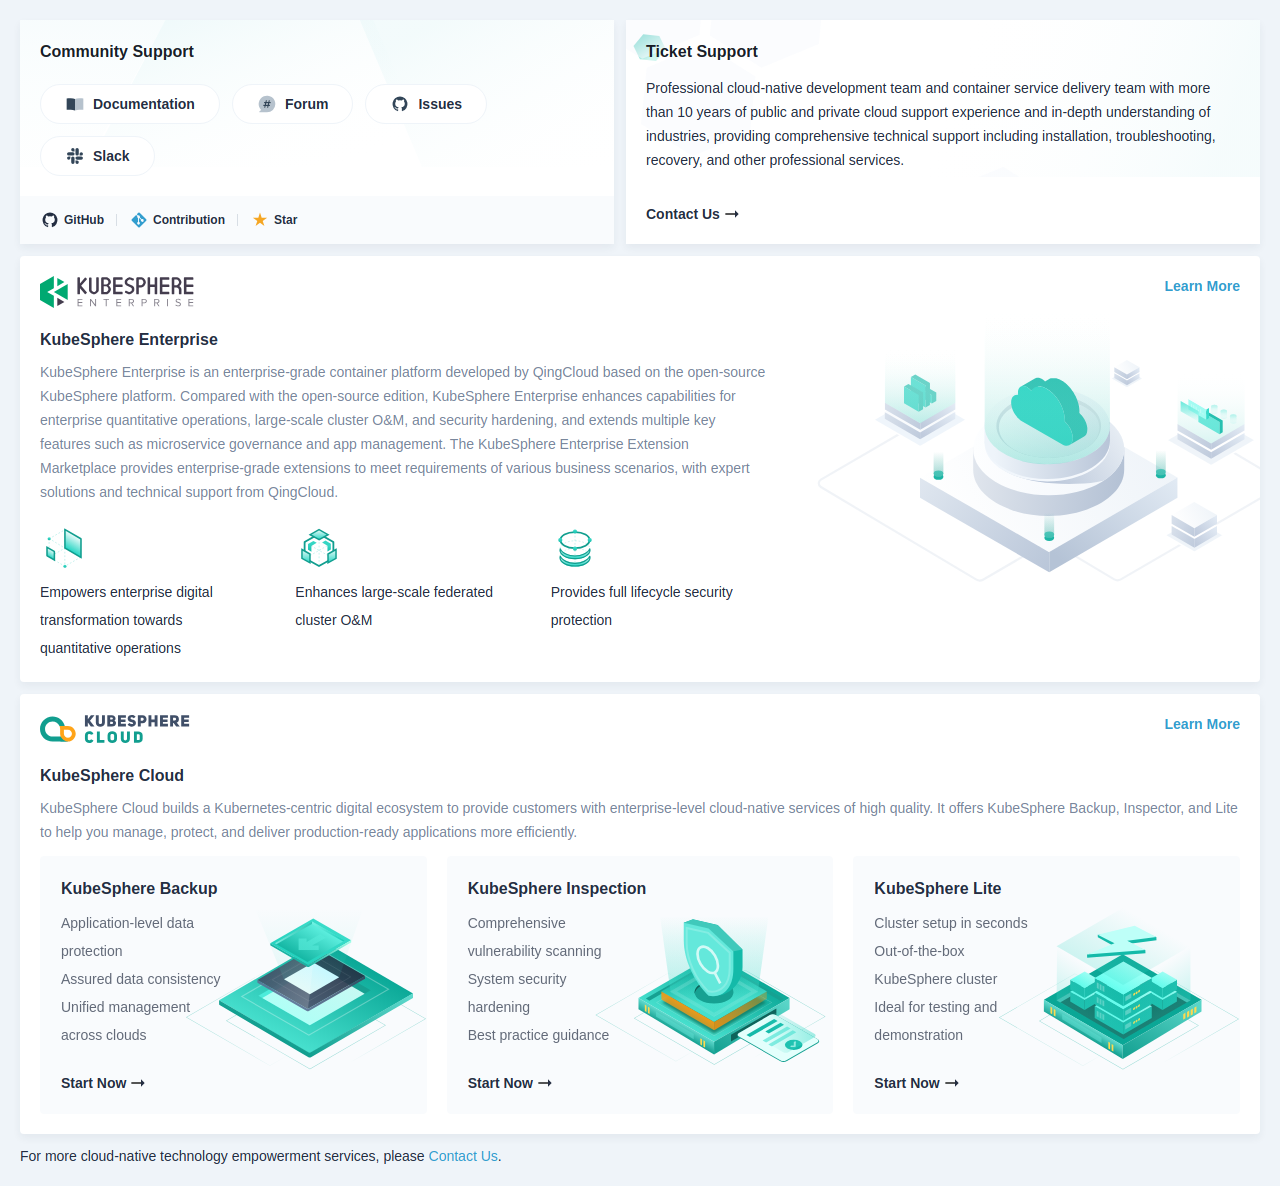 Community Support
Documentation
Forum
Issues
Slack
GitHub
Contribution
Star
Ticket Support
Professional cloud-native development team and container service delivery team with more
than 10 years of public and private cloud support experience and in-depth understanding of
industries, providing comprehensive technical support including installation, troubleshooting,
recovery, and other professional services.
Contact Us
KUBESPHERE
ENTERPRISE
Learn More
KubeSphere Enterprise
KubeSphere Enterprise is an enterprise-grade container platform developed by QingCloud based on the open-source
KubeSphere platform. Compared with the open-source edition, KubeSphere Enterprise enhances capabilities for
enterprise quantitative operations, large-scale cluster O&M, and security hardening, and extends multiple key
features such as microservice governance and app management. The KubeSphere Enterprise Extension
Marketplace provides enterprise-grade extensions to meet requirements of various business scenarios, with expert
solutions and technical support from QingCloud.
Empowers enterprise digital
transformation towards
quantitative operations
Enhances large-scale federated
cluster O&M
Provides full lifecycle security
protection
KUBESPHERE
CLOUD
Learn More
KubeSphere Cloud
KubeSphere Cloud builds a Kubernetes-centric digital ecosystem to provide customers with enterprise-level cloud-native services of high quality. It offers KubeSphere Backup, Inspector, and Lite
to help you manage, protect, and deliver production-ready applications more efficiently.
KubeSphere Backup
Application-level data
protection
Assured data consistency
Unified management
across clouds
Start Now
KubeSphere Inspection
Comprehensive
vulnerability scanning
System security
hardening
Best practice guidance
Start Now
KubeSphere Lite
Cluster setup in seconds
Out-of-the-box
KubeSphere cluster
Ideal for testing and
demonstration
Start Now
For more cloud-native technology empowerment services, please Contact Us.